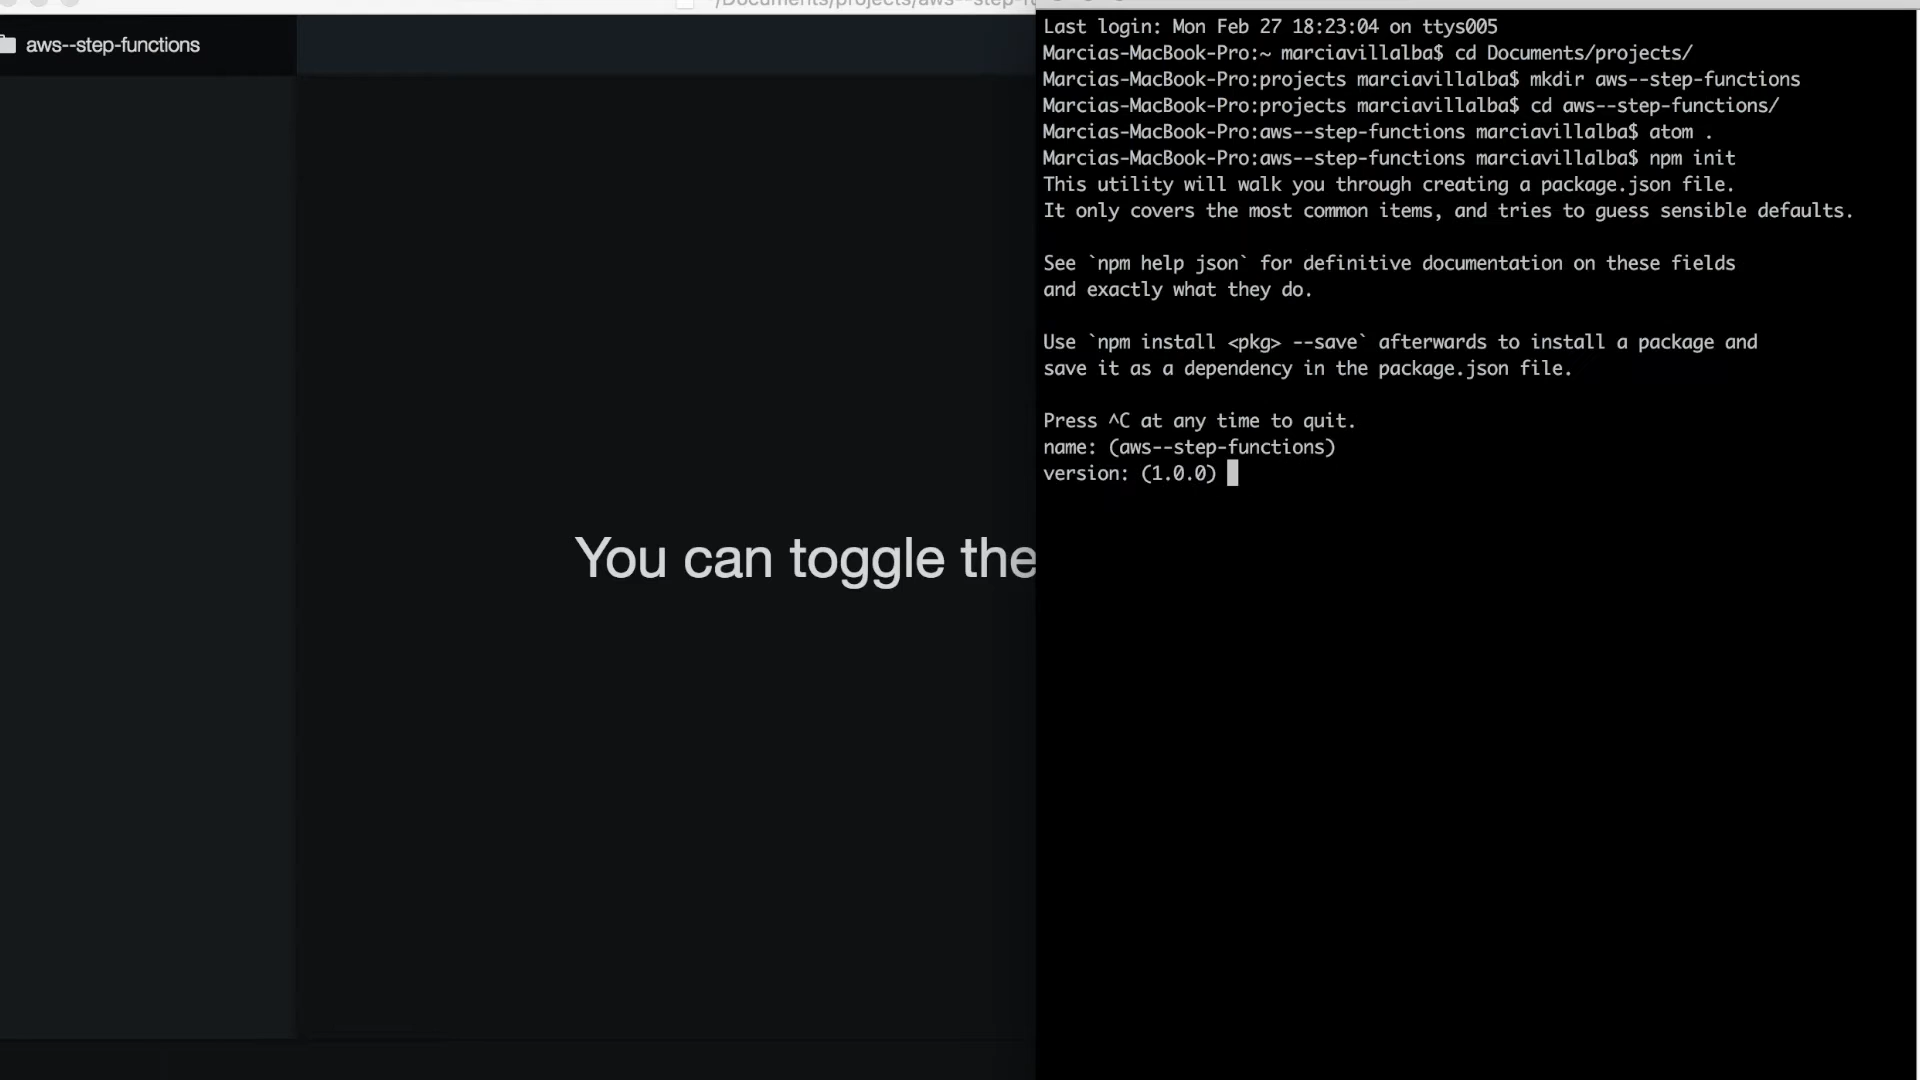 ~/Documents/projects/aws--step-fu
aws--step-functions
You can toggle the
Last login: Mon Feb 27 18:23:04 on ttys005
Marcias-MacBook-Pro:~ marciavillalba$ cd Documents/projects/
Marcias-MacBook-Pro:projects marciavillalba$ mkdir aws--step-functions
Marcias-MacBook-Pro:projects marciavillalba$ cd aws--step-functions/
Marcias-MacBook-Pro:aws--step-functions marciavillalba$ atom .
Marcias-MacBook-Pro:aws--step-functions marciavillalba$ npm init
This utility will walk you through creating a package.json file.
It only covers the most common items, and tries to guess sensible defaults.
See `npm help json` for definitive documentation on these fields
and exactly what they do.
Use `npm install <pkg> --save` afterwards to install a package and
save it as a dependency in the package.json file.
Press ^C at any time to quit.
name: (aws--step-functions)
version: (1.0.0)